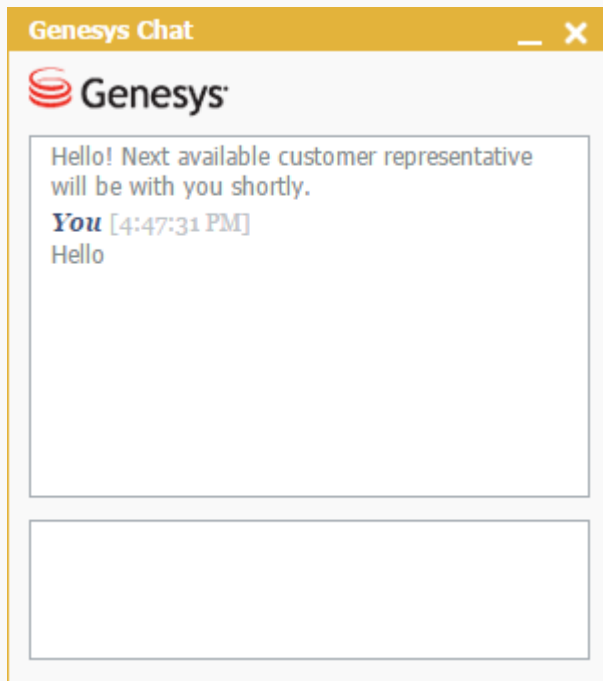 Genesys Chat
Genesys
Hello! Next available customer representative
will be with you shortly.
You [4:47:31 PM]
Hello